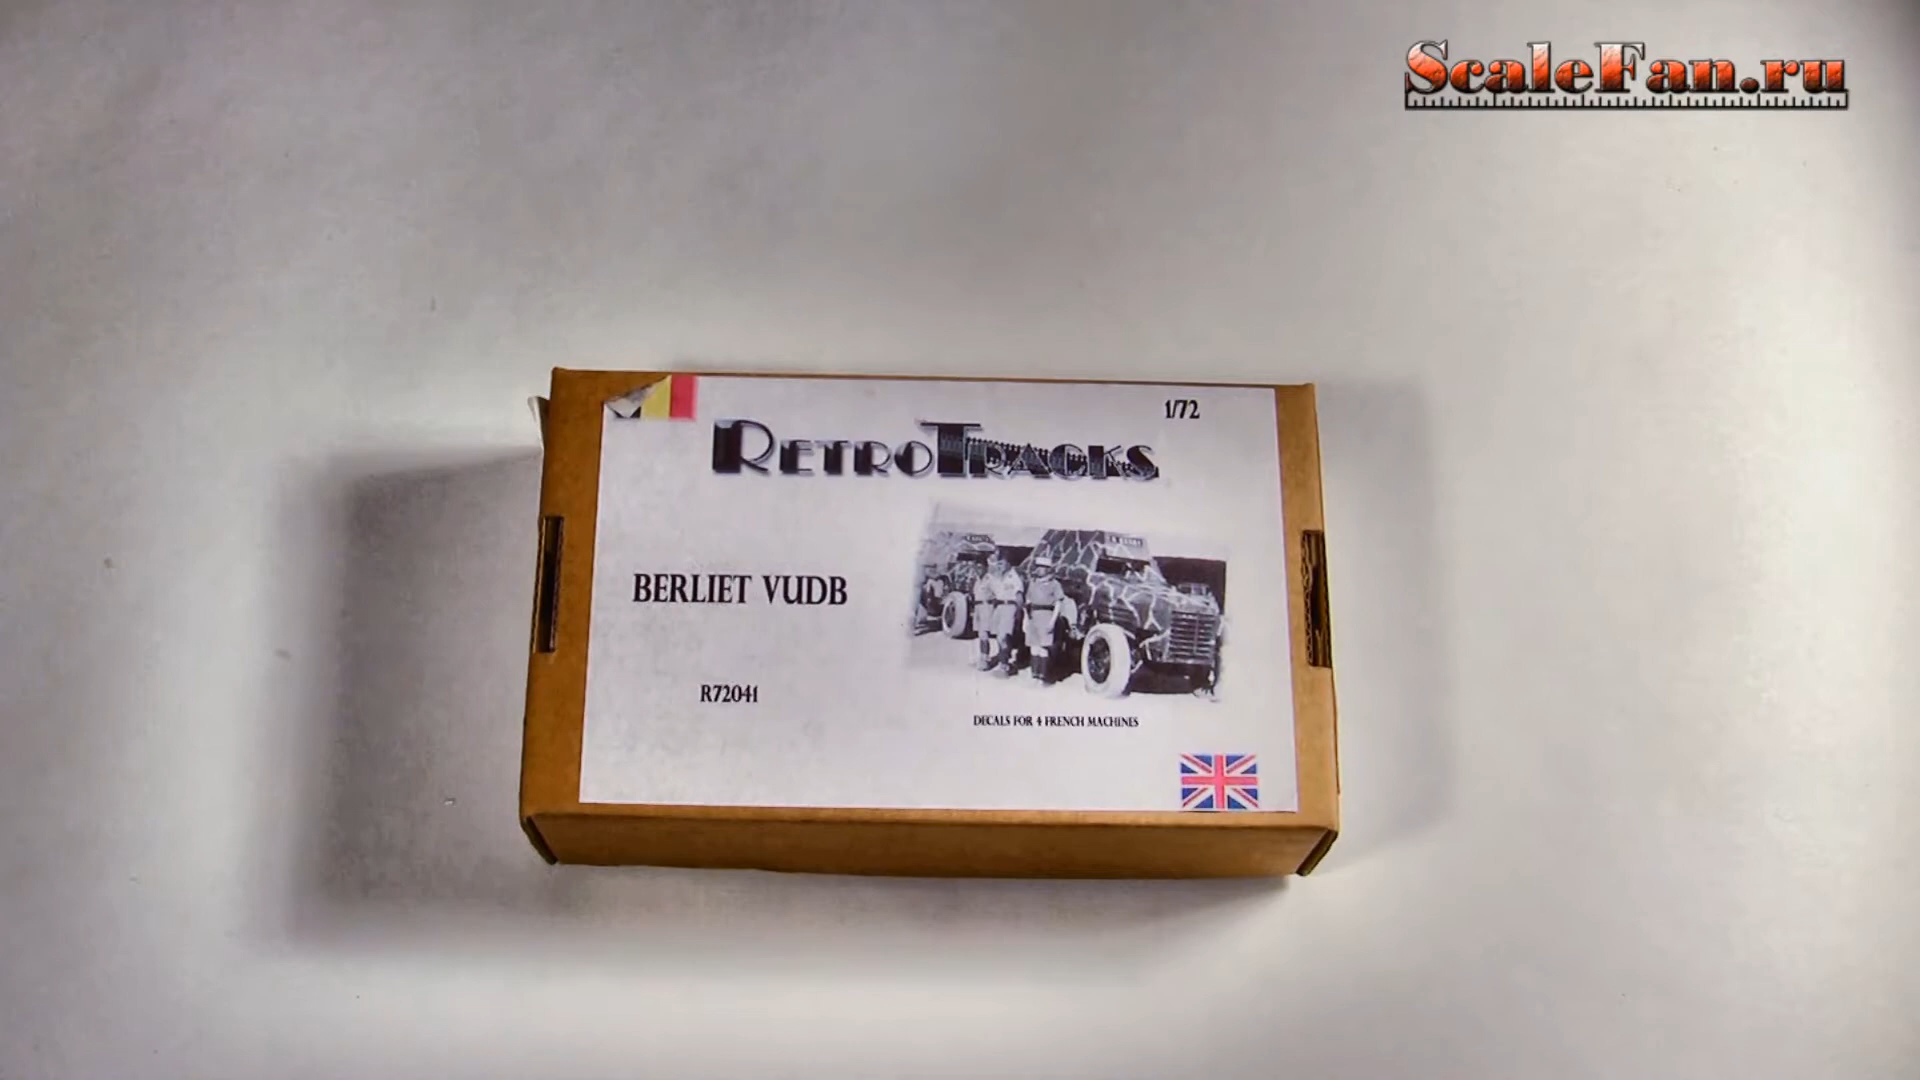 ScaleFan.ru
1/72
RETROTRACKS
BERLIET VUDB
R72041
DECALS FOR 4 FRENCH MACHINES